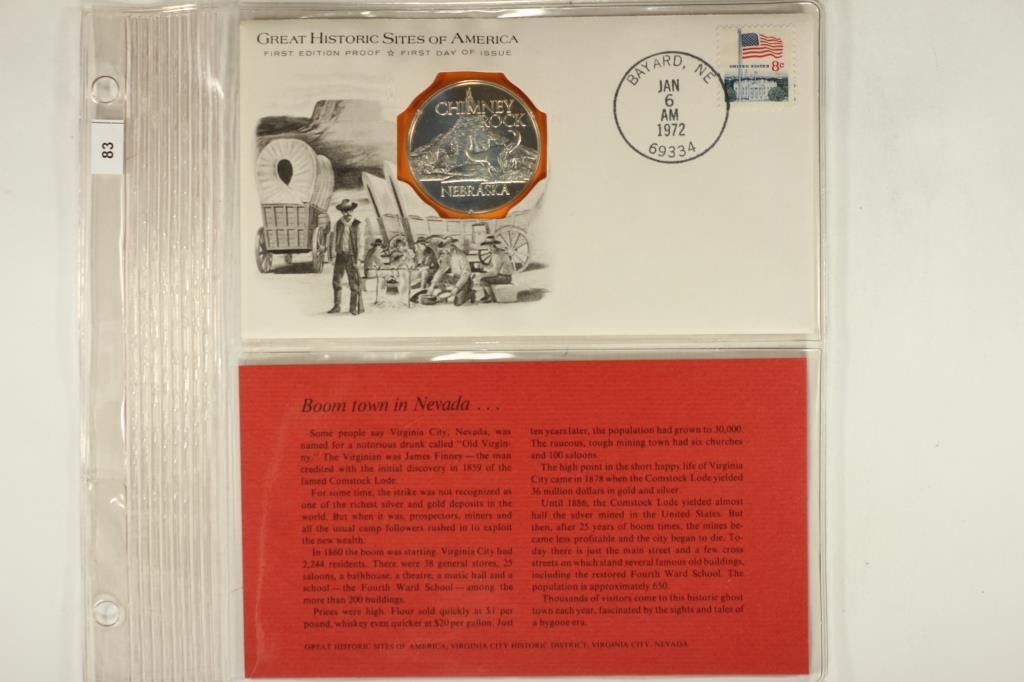 GREAT HISTORIC SITES OF AMERICA
FIRST EDITION PROOF ☆ FIRST DAY OF ISSUE
CHIMNEY
ROCK
NEBRASKA
BAYARD, NE
JAN
6
AM
1972
69334
UNITED STATES 8c
83
Boom town in Nevada . . .
Some people say Virginia City, Nevada, was
named for a notorious drunk called "Old Virgin-
ny." The Virginian was James Finney—the man
credited with the initial discovery in 1859 of the
famed Comstock Lode.
For some time, the strike was not recognized as
one of the richest silver and gold deposits in the
world. But when it was, prospectors, miners and
all the usual camp followers rushed in to exploit
the new wealth.
In 1860 the boom was starting. Virginia City had
2,244 residents. There were 38 general stores, 25
saloons, a bathhouse, a theatre, a music hall and a
school—the Fourth Ward School—among the
more than 200 buildings.
Prices were high. Flour sold quickly at $1 per
pound, whiskey even quicker at $20 per gallon. Just
ten years later, the population had grown to 30,000.
The raucous, tough mining town had six churches
and 100 saloons.
The high point in the short happy life of Virginia
City came in 1878 when the Comstock Lode yielded
36 million dollars in gold and silver.
Until 1886, the Comstock Lode yielded almost
half the silver mined in the United States. But
then, after 25 years of boom times, the mines be-
came less profitable and the city began to die. To-
day there is just the main street and a few cross
streets on which stand several famous old buildings,
including the restored Fourth Ward School. The
population is approximately 650.
Thousands of visitors come to this historic ghost
town each year, fascinated by the sights and tales of
a bygone era.
GREAT HISTORIC SITES OF AMERICA, VIRGINIA CITY HISTORIC DISTRICT, VIRGINIA CITY, NEVADA